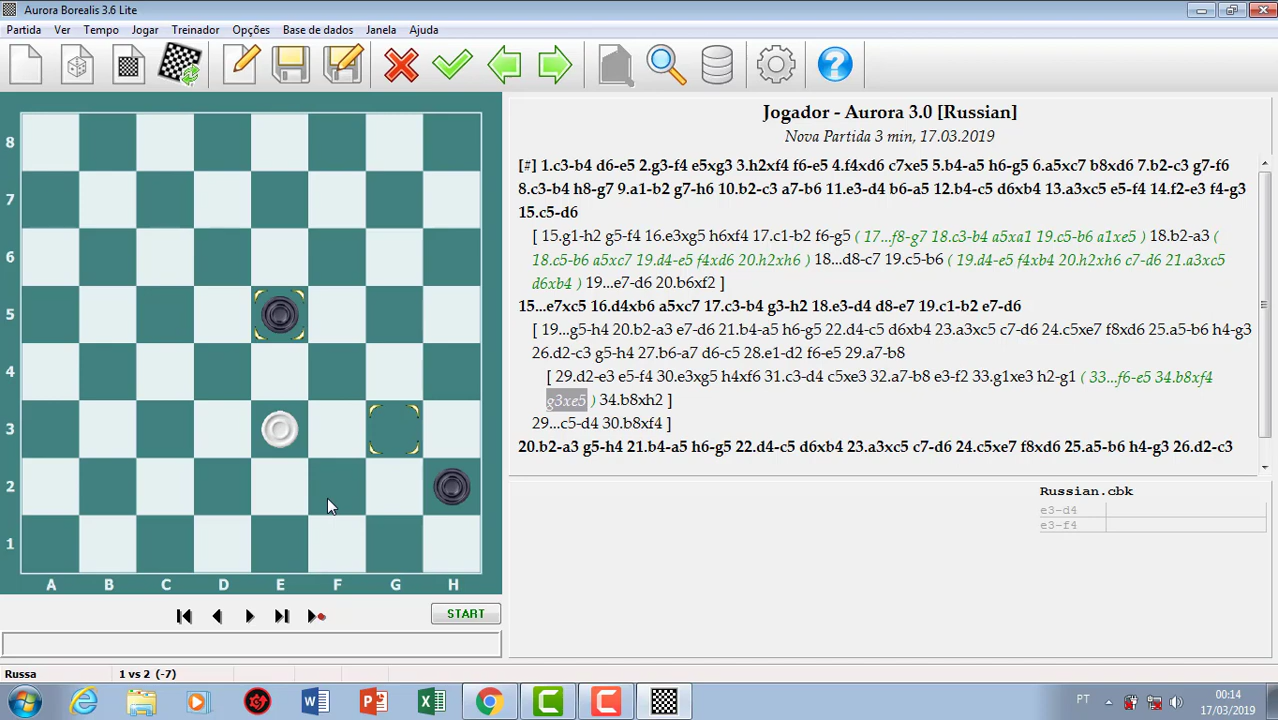 Aurora Borealis 3.6 Lite
Partida Ver Tempo Jogar Treinador Opções Base de dados Janela Ajuda
Jogador - Aurora 3.0 [Russian]
Nova Partida 3 min, 17.03.2019
[#] 1.c3-b4 d6-e5 2.g3-f4 e5xg3 3.h2xf4 f6-e5 4.f4xd6 c7xe5 5.b4-a5 h6-g5 6.a5xc7 b8xd6 7.b2-c3 g7-f6
8.c3-b4 h8-g7 9.a1-b2 g7-h6 10.b2-c3 a7-b6 11.e3-d4 b6-a5 12.b4-c5 d6xb4 13.a3xc5 e5-f4 14.f2-e3 f4-g3
15.c5-d6
[ 15.g1-h2 g5-f4 16.e3xg5 h6xf4 17.c1-b2 f6-g5 ( 17...f8-g7 18.c3-b4 a5xa1 19.c5-b6 a1xe5 ) 18.b2-a3 (
18.c5-b6 a5xc7 19.d4-e5 f4xd6 20.h2xh6 ) 18...d8-c7 19.c5-b6 ( 19.d4-e5 f4xb4 20.h2xh6 c7-d6 21.a3xc5
d6xb4 ) 19...e7-d6 20.b6xf2 ]
15...e7xc5 16.d4xb6 a5xc7 17.c3-b4 g3-h2 18.e3-d4 d8-e7 19.c1-b2 e7-d6
[ 19...g5-h4 20.b2-a3 e7-d6 21.b4-a5 h6-g5 22.d4-c5 d6xb4 23.a3xc5 c7-d6 24.c5xe7 f8xd6 25.a5-b6 h4-g3
26.d2-c3 g5-h4 27.b6-a7 d6-c5 28.e1-d2 f6-e5 29.a7-b8
[ 29.d2-e3 e5-f4 30.e3xg5 h4xf6 31.c3-d4 c5xe3 32.a7-b8 e3-f2 33.g1xe3 h2-g1 ( 33...f6-e5 34.b8xf4
g3xe5 ) 34.b8xh2 ]
29...c5-d4 30.b8xf4 ]
20.b2-a3 g5-h4 21.b4-a5 h6-g5 22.d4-c5 d6xb4 23.a3xc5 c7-d6 24.c5xe7 f8xd6 25.a5-b6 h4-g3 26.d2-c3
8
7
6
5
4
3
2
1
A B C D E F G H
START
Russian.cbk
e3-d4
e3-f4
Russa 1 vs 2 (-7)
PT
00:14
17/03/2019